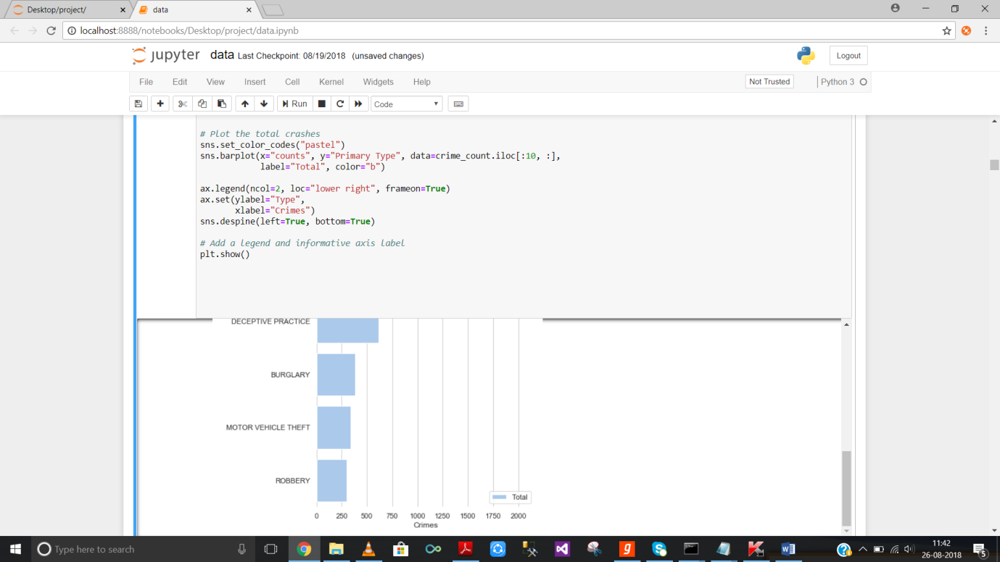 Desktop/project/
data
localhost:8888/notebooks/Desktop/project/data.ipynb
jupyter data Last Checkpoint: 08/19/2018 (unsaved changes)
Logout
File Edit View Insert Cell Kernel Widgets Help
Not Trusted
Python 3
Run
Code
# Plot the total crashes
sns.set_color_codes("pastel")
sns.barplot(x="counts", y="Primary Type", data=crime_count.iloc[:10, :],
label="Total", color="b")
ax.legend(ncol=2, loc="lower right", frameon=True)
ax.set(ylabel="Type",
xlabel="Crimes")
sns.despine(left=True, bottom=True)
# Add a legend and informative axis label
plt.show()
DECEPTIVE PRACTICE
BURGLARY
MOTOR VEHICLE THEFT
ROBBERY
Total
0 250 500 750 1000 1250 1500 1750 2000
Crimes
Type here to search
11:42
26-08-2018
5